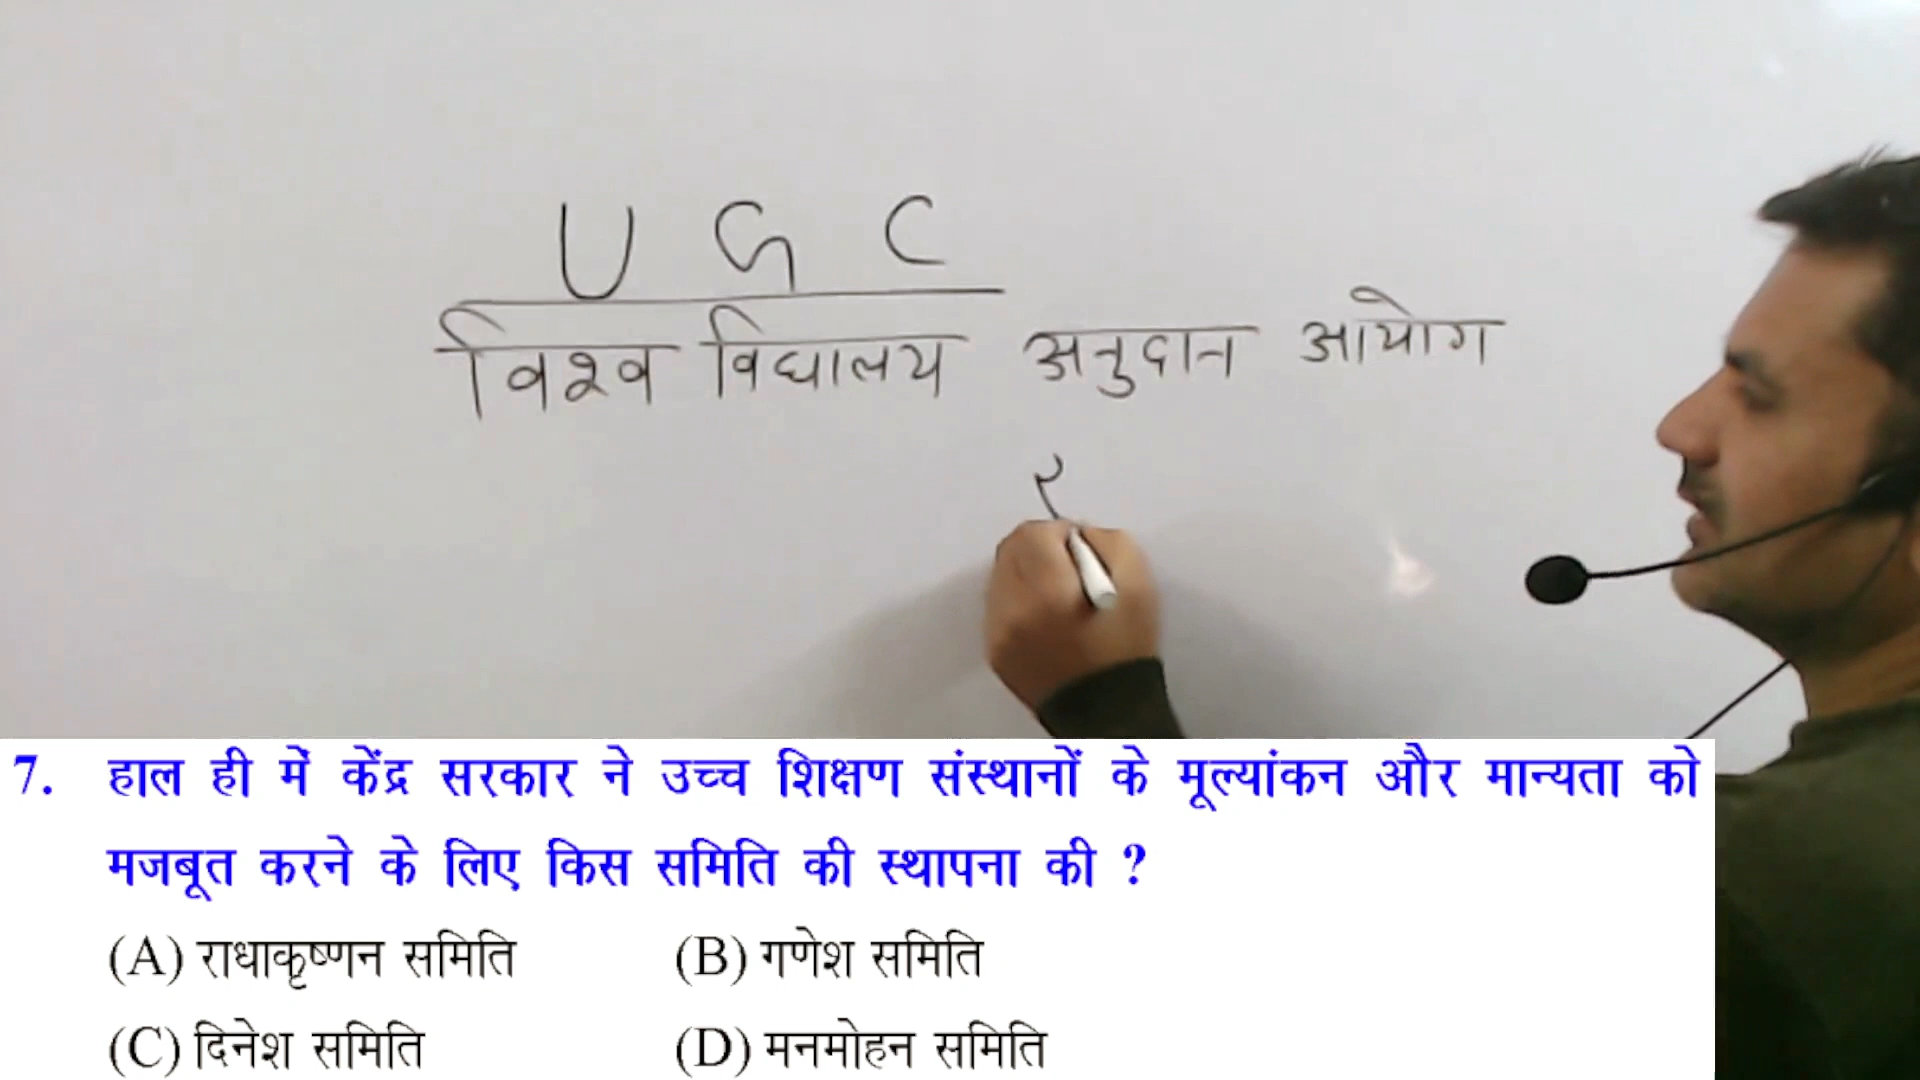 U G C
विश्व विद्यालय अनुदान आयोग
7. हाल ही में केंद्र सरकार ने उच्च शिक्षण संस्थानों के मूल्यांकन और मान्यता को
मजबूत करने के लिए किस समिति की स्थापना की ?
(A) राधाकृष्णन समिति (B) गणेश समिति
(C) दिनेश समिति (D) मनमोहन समिति